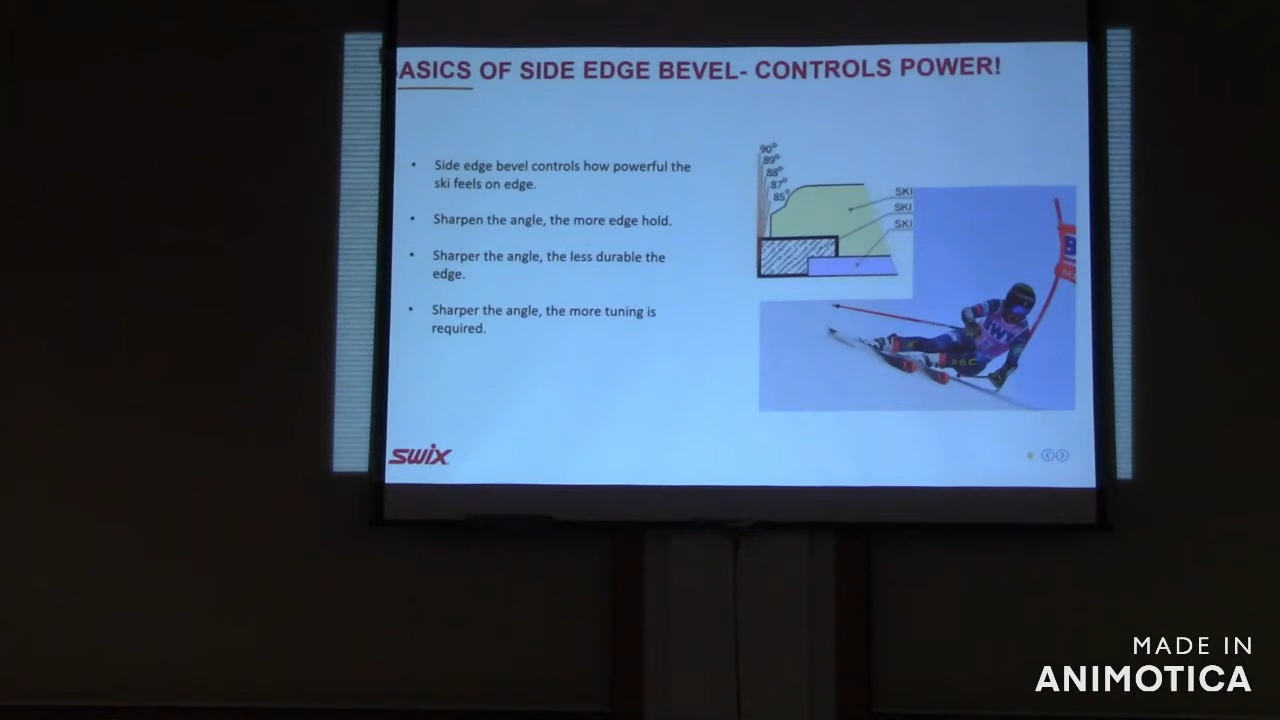 BASICS OF SIDE EDGE BEVEL- CONTROLS POWER!
• Side edge bevel controls how powerful the
ski feels on edge.
• Sharpen the angle, the more edge hold.
• Sharper the angle, the less durable the
edge.
• Sharper the angle, the more tuning is
required.
90°
89°
88°
87°
85°
SKI
SKI
SKI
SWIX
MADE IN
ANIMOTICA